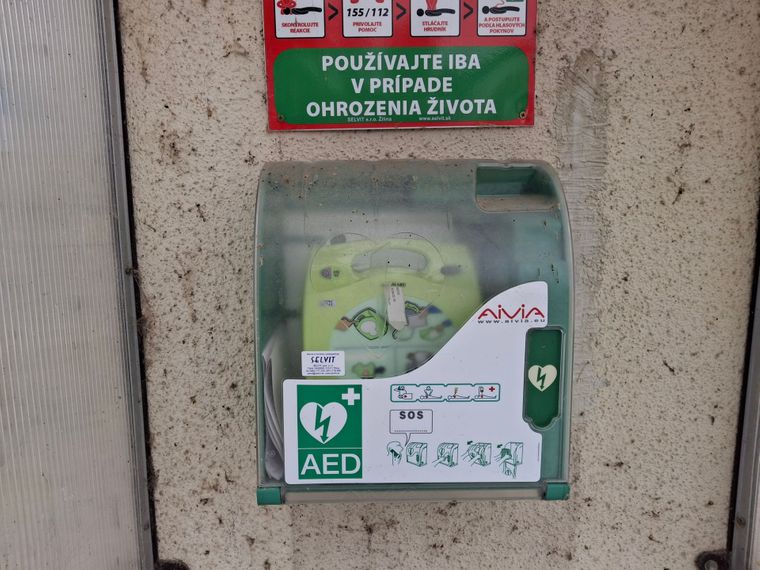 SKONTROLUJTE
REAKCIE
155/112
PRIVOLAJTE
POMOC
STLÁČAJTE
HRUDNÍK
A POSTUPUJTE
PODĽA HLASOVÝCH
POKYNOV
POUŽÍVAJTE IBA
V PRÍPADE
OHROZENIA ŽIVOTA
SELVIT s.r.o. Žilina www.selvit.sk
AiViA
www.aivia.eu
SELVIT
SOS
AED